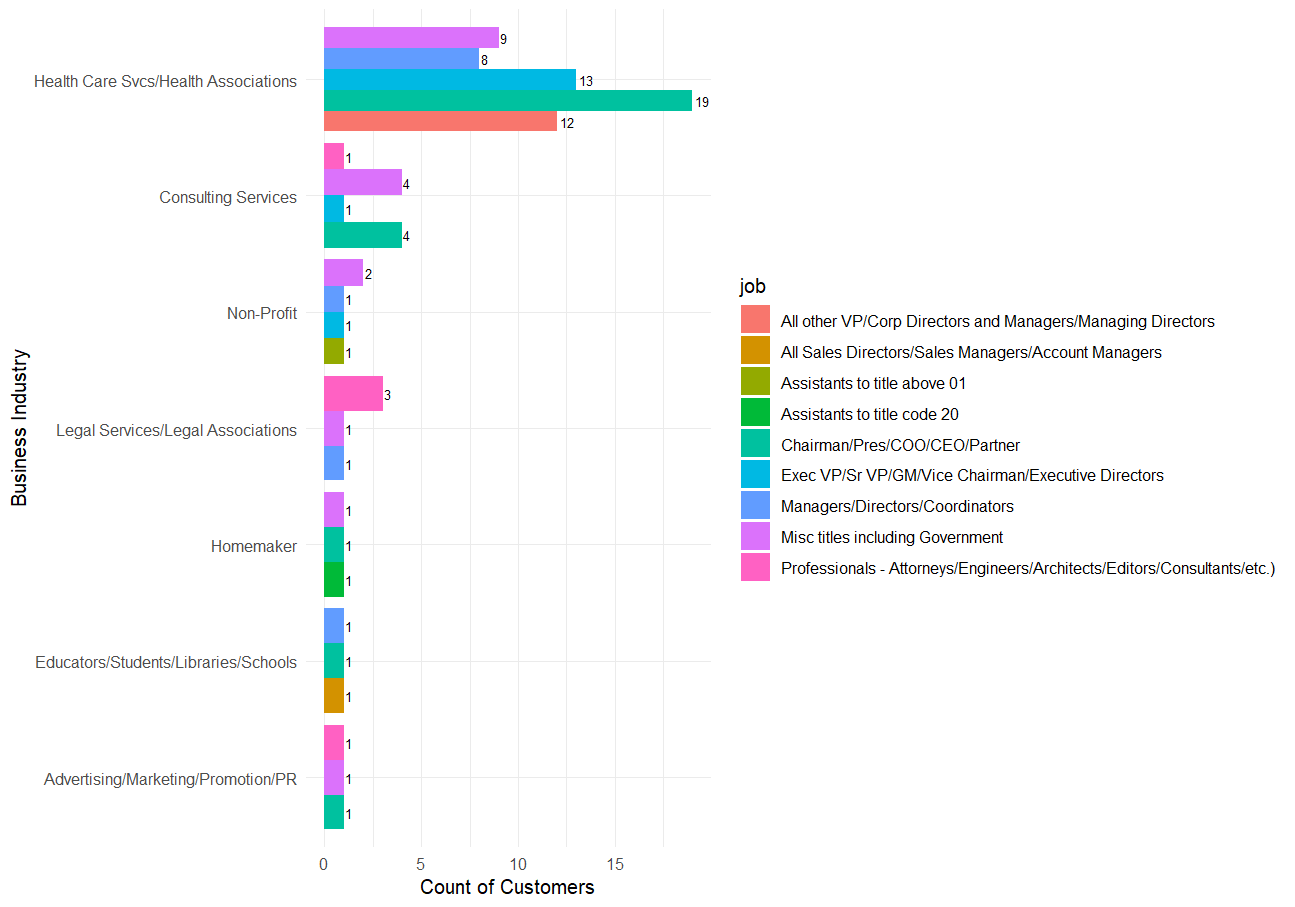 Health Care Svcs/Health Associations
9
8
13
19
12
Consulting Services
1
4
1
4
Non-Profit
2
1
1
1
Legal Services/Legal Associations
3
1
1
Homemaker
1
1
1
Educators/Students/Libraries/Schools
1
1
1
Advertising/Marketing/Promotion/PR
1
1
1
0 5 10 15
Count of Customers
Business Industry
job
All other VP/Corp Directors and Managers/Managing Directors
All Sales Directors/Sales Managers/Account Managers
Assistants to title above 01
Assistants to title code 20
Chairman/Pres/COO/CEO/Partner
Exec VP/Sr VP/GM/Vice Chairman/Executive Directors
Managers/Directors/Coordinators
Misc titles including Government
Professionals - Attorneys/Engineers/Architects/Editors/Consultants/etc.)